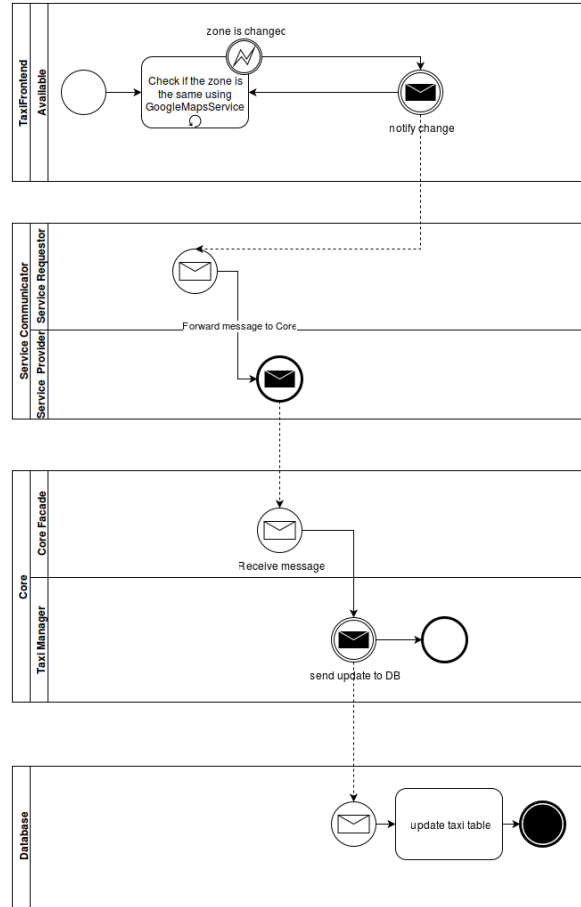 zone is changed
TaxiFrontend
Available
Check if the zone is
the same using
GoogleMapsService
notify change
Service Communicator
Service Requestor
Forward message to Core
Service Provider
Core
Core Facade
Receive message
Taxi Manager
send update to DB
Database
update taxi table